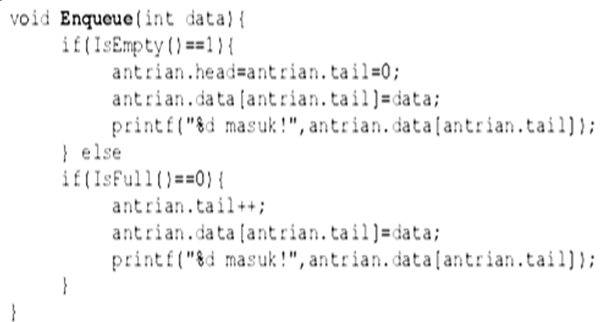 void Enqueue(int data){
if(IsEmpty()==1){
antrian.head=antrian.tail=0;
antrian.data[antrian.tail]=data;
printf("%d masuk!",antrian.data[antrian.tail]);
} else
if(IsFull()==0){
antrian.tail++;
antrian.data[antrian.tail]=data;
printf("%d masuk!",antrian.data[antrian.tail]);
}
}